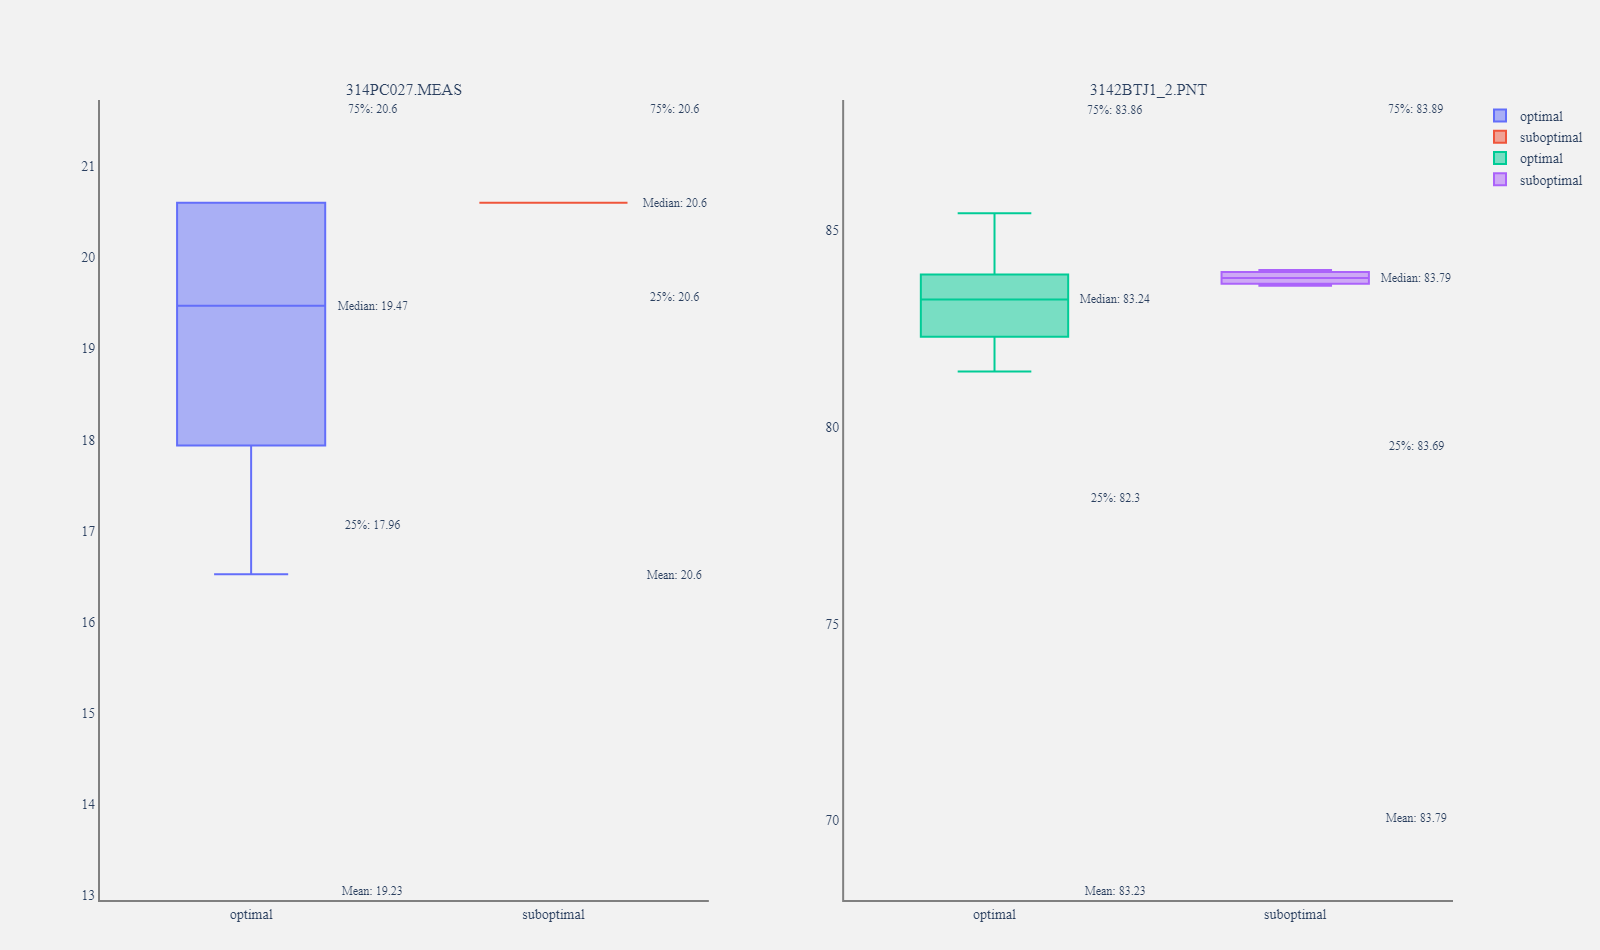 314PC027.MEAS
75%: 20.6
75%: 20.6
21
20
19
18
17
16
15
14
13
Median: 20.6
25%: 20.6
Median: 19.47
25%: 17.96
Mean: 20.6
Mean: 19.23
optimal
suboptimal
3142BTJ1_2.PNT
75%: 83.86
75%: 83.89
85
80
75
70
Median: 83.79
Median: 83.24
25%: 83.69
25%: 82.3
Mean: 83.79
Mean: 83.23
optimal
suboptimal
optimal
suboptimal
optimal
suboptimal